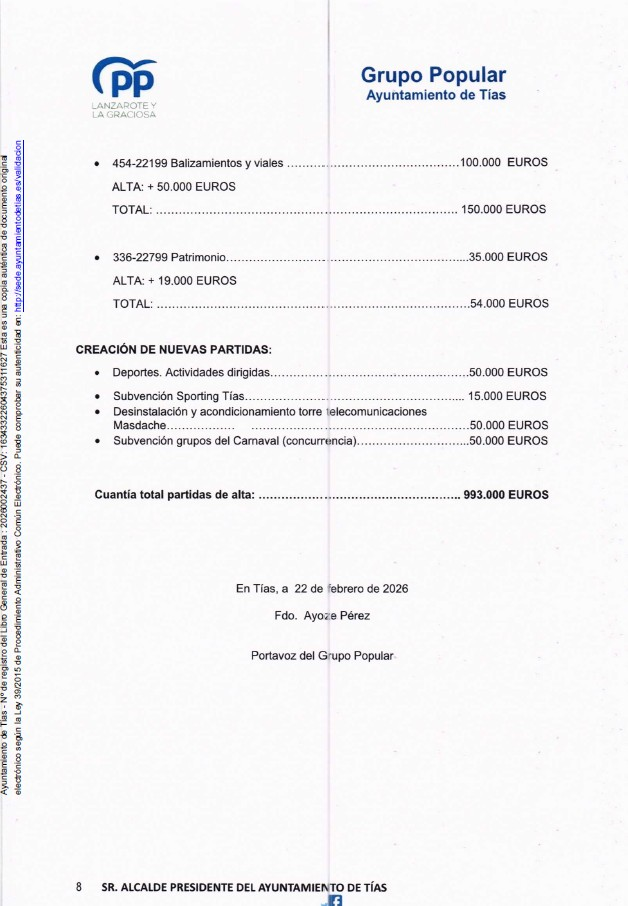 PP
LANZAROTE Y
LA GRACIOSA
Grupo Popular
Ayuntamiento de Tías
• 454-22199 Balizamientos y viales ……………………………………………100.000 EUROS
ALTA: + 50.000 EUROS
TOTAL: ……………………………………………………………………… 150.000 EUROS
• 336-22799 Patrimonio………………………………………………………35.000 EUROS
ALTA: + 19.000 EUROS
TOTAL: ………………………………………………………………………54.000 EUROS
CREACIÓN DE NUEVAS PARTIDAS:
• Deportes. Actividades dirigidas………………………………………………50.000 EUROS
• Subvención Sporting Tías…………………………………………………… 15.000 EUROS
• Desinstalación y acondicionamiento torre telecomunicaciones
Masdache………………… ……………………………………………………50.000 EUROS
• Subvención grupos del Carnaval (concurrencia)……………………………50.000 EUROS
Cuantía total partidas de alta: ………………………………………………… 993.000 EUROS
En Tías, a 22 de febrero de 2026
Fdo. Ayoze Pérez
Portavoz del Grupo Popular
8 SR. ALCALDE PRESIDENTE DEL AYUNTAMIENTO DE TÍAS
Ayuntamiento de Tías - Nº de registro del Libro General de Entrada : 2026002437 - CSV: 16343322604375311627 Esta es una copia auténtica de documento original
electrónico según la Ley 39/2015 de Procedimiento Administrativo Común Electrónico. Puede comprobar su autenticidad en: http://sede.ayuntamientodetias.es/validacion